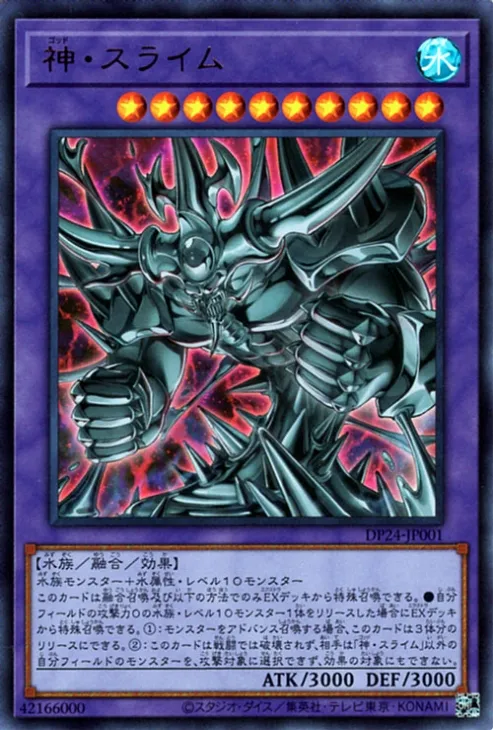 神・スライム
ゴッド
水
DP24-JP001
【水族／融合／効果】
水族モンスター＋水属性・レベル１０モンスター
このカードは融合召喚及び以下の方法でのみEXデッキから特殊召喚できる。●自分
フィールドの攻撃力０の水族・レベル１０モンスター１体をリリースした場合にEXデッキ
から特殊召喚できる。①：モンスターをアドバンス召喚する場合、このカードは３体分の
リリースにできる。②：このカードは戦闘では破壊されず、相手は「神・スライム」以外の
自分フィールドのモンスターを、攻撃対象に選択できず、効果の対象にもできない。
ATK/3000 DEF/3000
42166000
©スタジオ・ダイス／集英社・テレビ東京・KONAMI